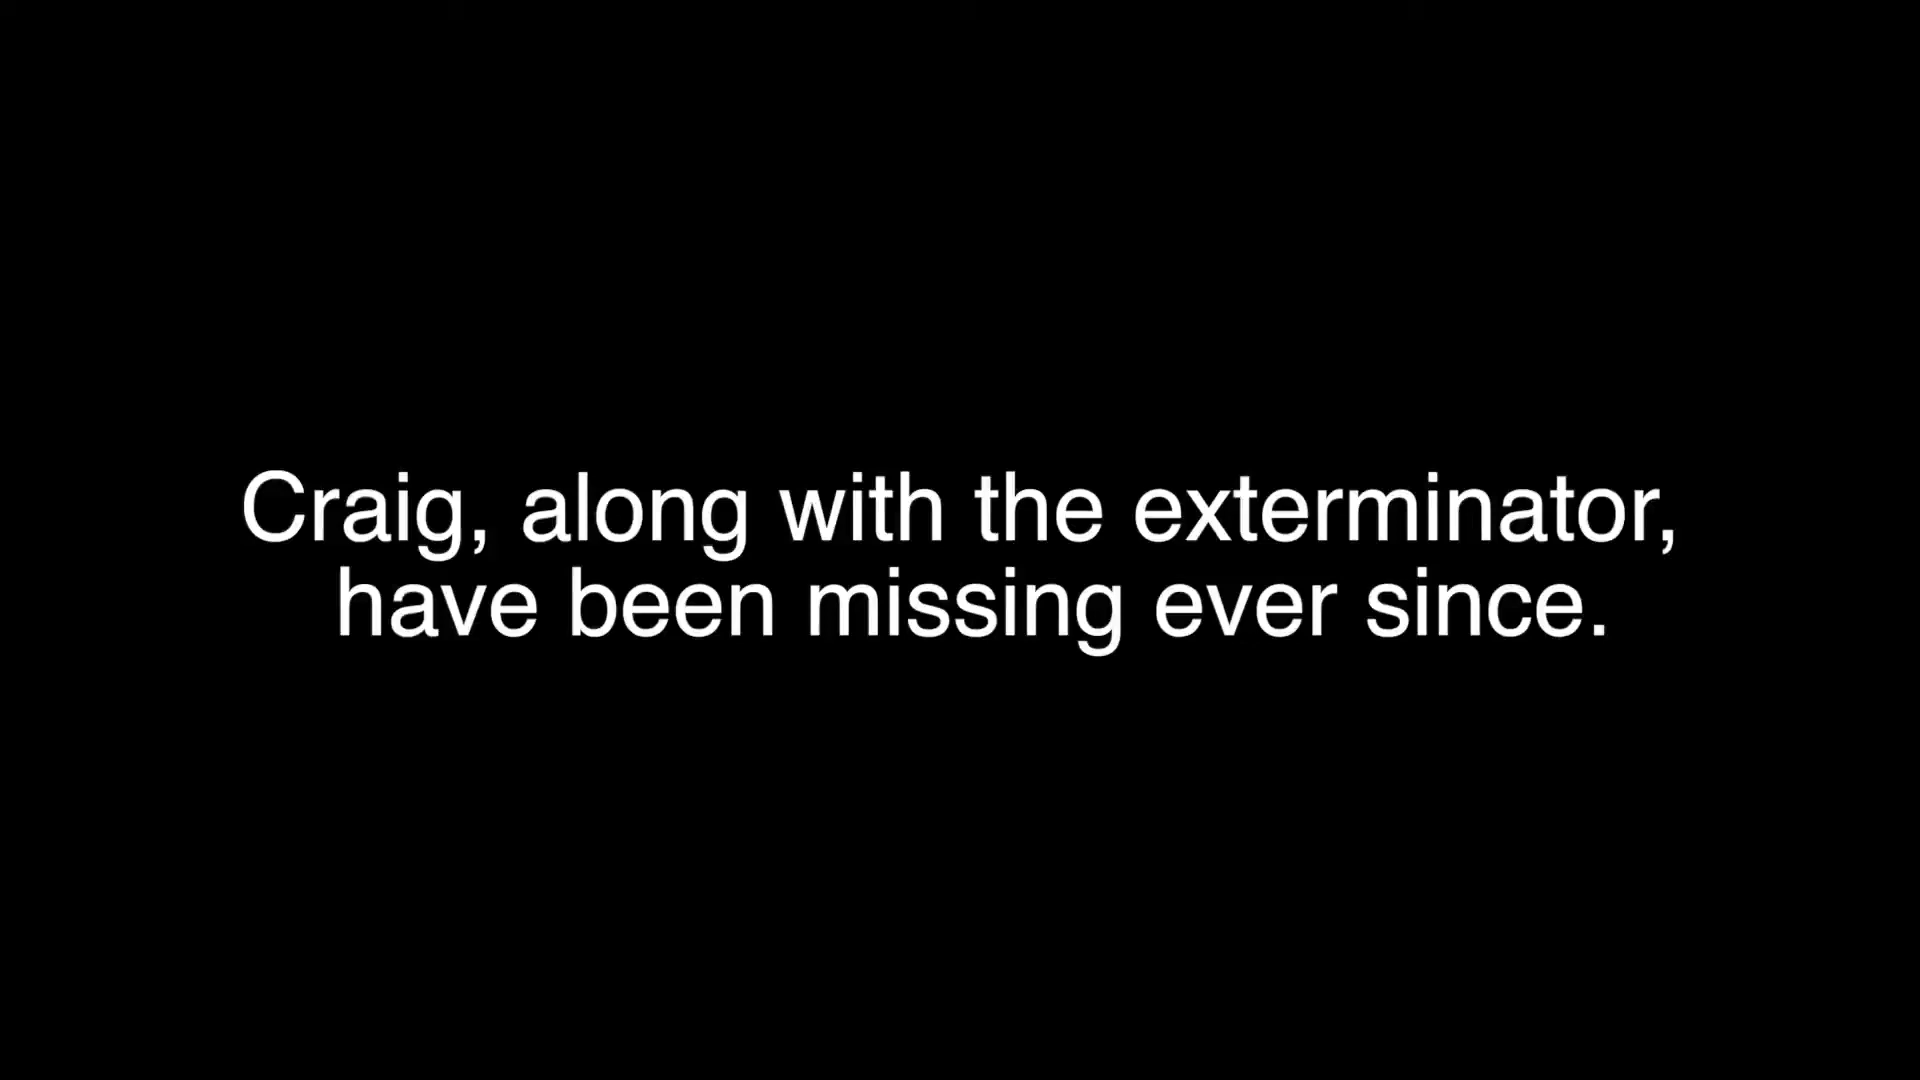 Craig, along with the exterminator,
have been missing ever since.